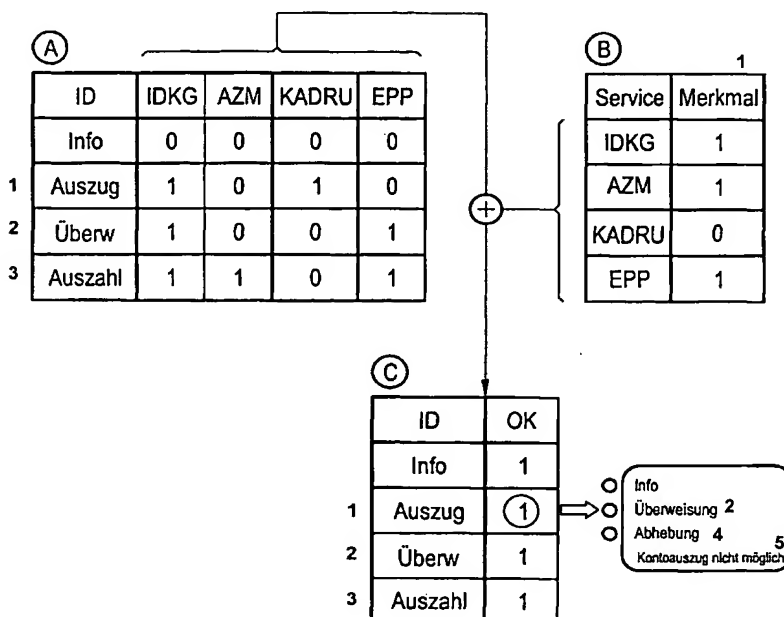 A
ID IDKG AZM KADRU EPP
Info 0 0 0 0
1 Auszug 1 0 1 0
2 Überw 1 0 0 1
3 Auszahl 1 1 0 1
+
B
1
Service Merkmal
IDKG 1
AZM 1
KADRU 0
EPP 1
C
ID OK
Info 1
1 Auszug 1
2 Überw 1
3 Auszahl 1
Info
Überweisung 2
Abhebung 4
5
Kontoauszug nicht möglich